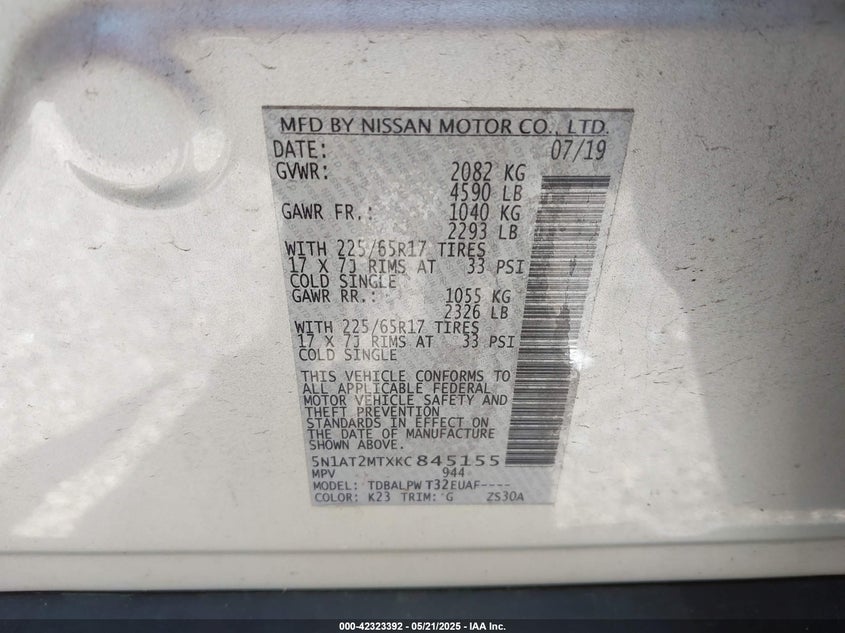 MFD BY NISSAN MOTOR CO., LTD.
DATE: 07/19
GVWR: 2082 KG
4590 LB
GAWR FR.: 1040 KG
2293 LB
WITH 225/65R17 TIRES
17 X 7J RIMS AT 33 PSI
COLD SINGLE
GAWR RR.: 1055 KG
2326 LB
WITH 225/65R17 TIRES
17 X 7J RIMS AT 33 PSI
COLD SINGLE
THIS VEHICLE CONFORMS TO
ALL APPLICABLE FEDERAL
MOTOR VEHICLE SAFETY AND
THEFT PREVENTION
STANDARDS IN EFFECT ON
THE DATE OF MANUFACTURE
SHOWN ABOVE.
5N1AT2MTXKC 845155
MPV 944
MODEL: TDBALPW T32EUAF----
COLOR: K23 TRIM: G ZS30A
000-42323392 - 05/21/2025 - IAA Inc.